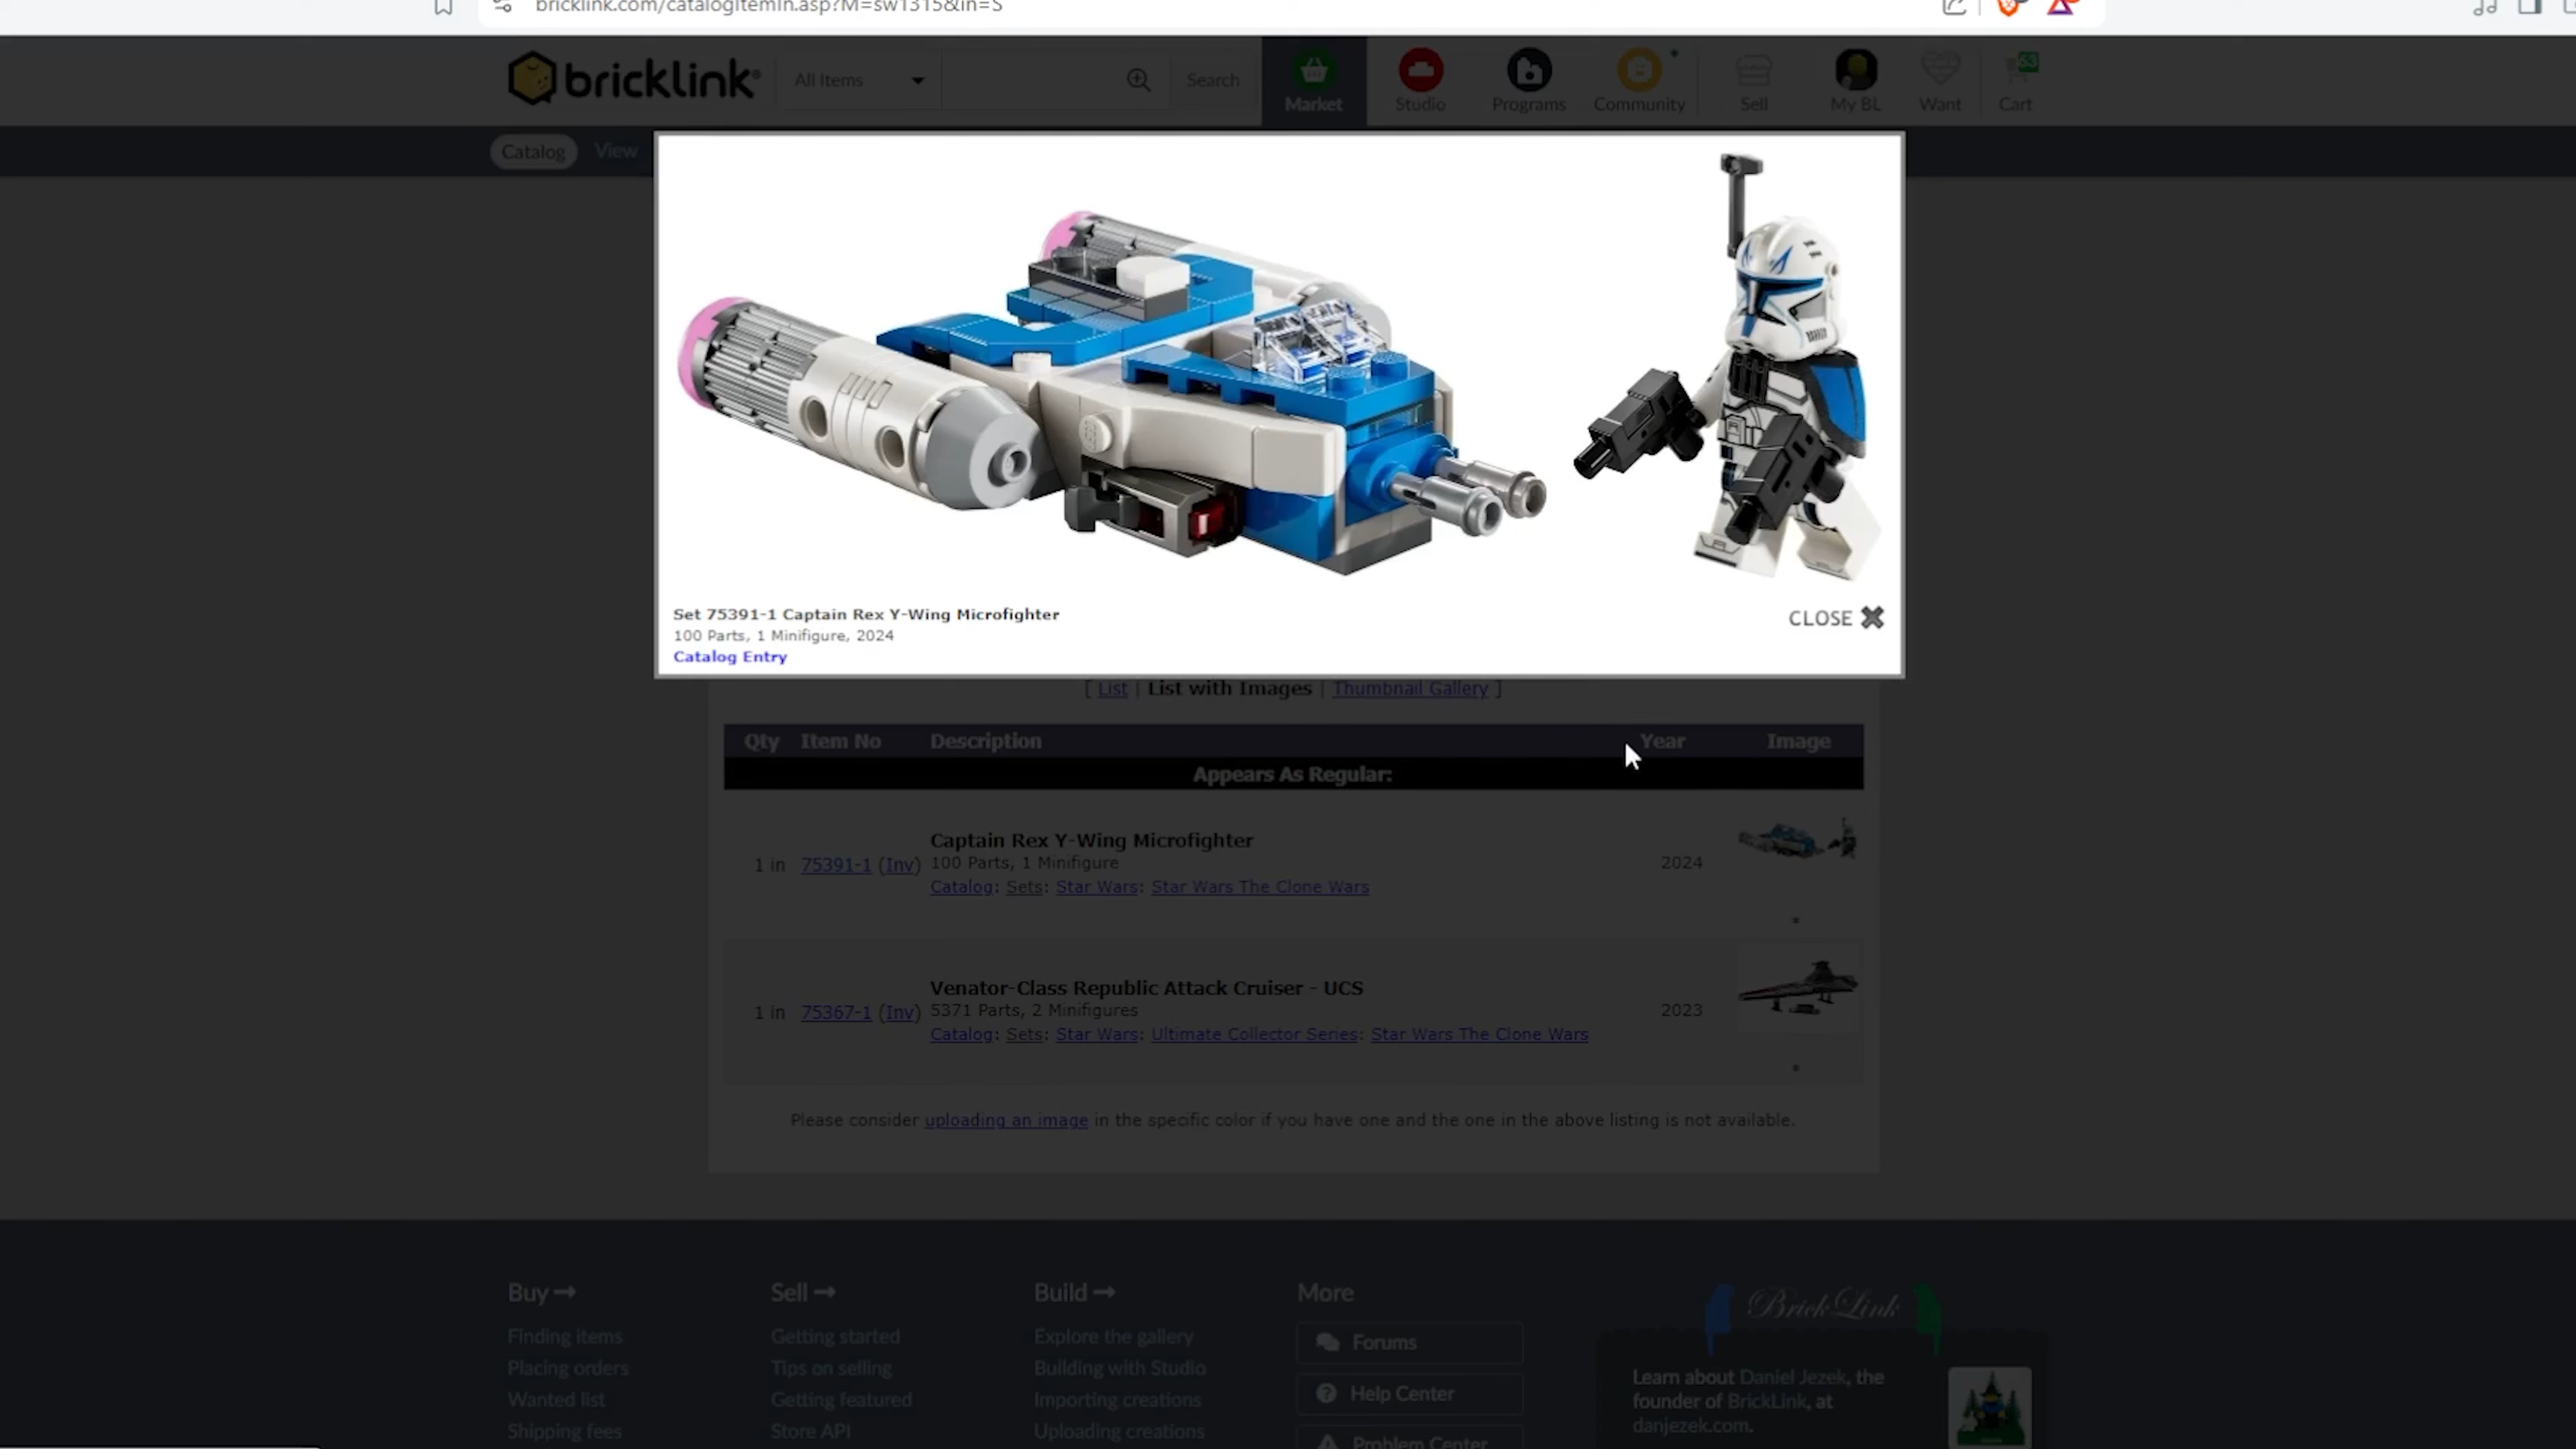 bricklink.com/catalogItemIn.asp?M=sw1315&in=S
bricklink®
All Items
Search
Market
Studio
Programs
Community
Sell
My BL
Want
53
Cart
Catalog
View
Set 75391-1 Captain Rex Y-Wing Microfighter
100 Parts, 1 Minifigure, 2024
Catalog Entry
CLOSE
[ List | List with Images | Thumbnail Gallery ]
Qty Item No Description Year Image
Appears As Regular:
Captain Rex Y-Wing Microfighter
1 in 75391-1 (Inv) 100 Parts, 1 Minifigure 2024
Catalog: Sets: Star Wars: Star Wars The Clone Wars
Venator-Class Republic Attack Cruiser - UCS
1 in 75367-1 (Inv) 5371 Parts, 2 Minifigures 2023
Catalog: Sets: Star Wars: Ultimate Collector Series: Star Wars The Clone Wars
Please consider uploading an image in the specific color if you have one and the one in the above listing is not available.
Buy
Finding items
Placing orders
Wanted list
Shipping fees
Sell
Getting started
Tips on selling
Getting featured
Store API
Build
Explore the gallery
Building with Studio
Importing creations
Uploading creations
More
Forums
Help Center
Problem Center
BrickLink
Learn about Daniel Jezek, the
founder of BrickLink, at
danjezek.com.